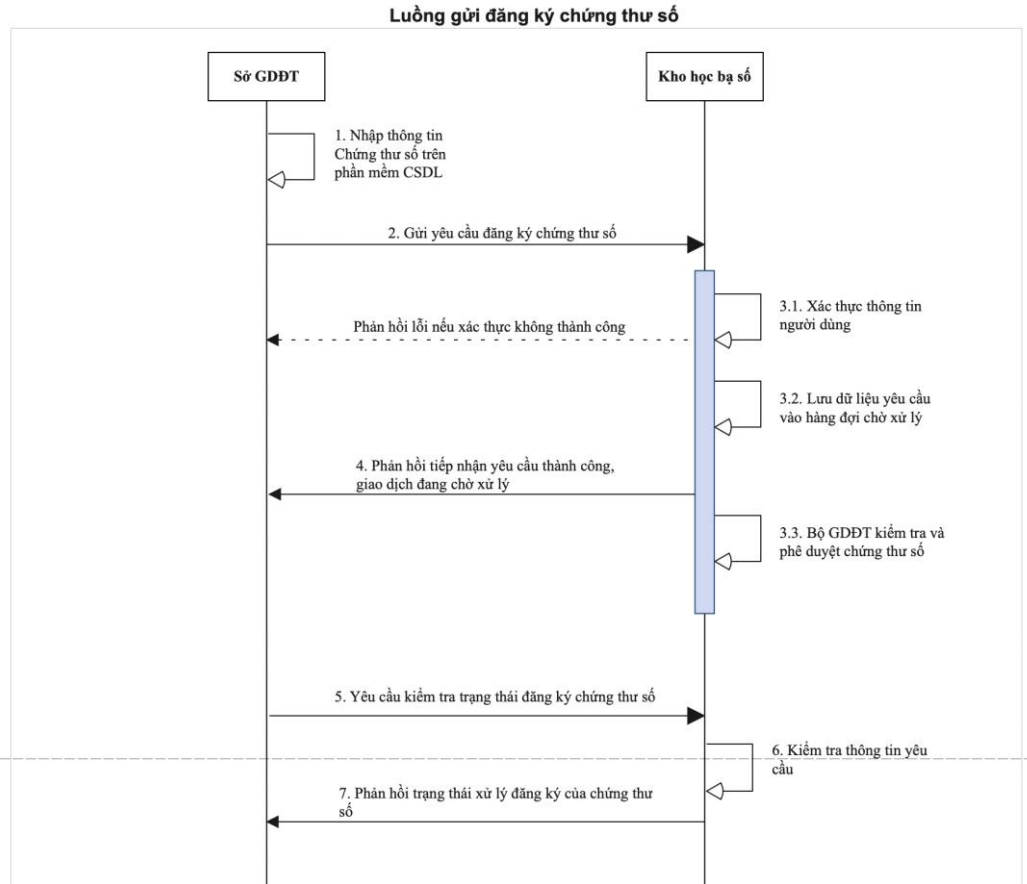 Luồng gửi đăng ký chứng thư số
Sở GDĐT
Kho học bạ số
1. Nhập thông tin
Chứng thư số trên
phần mềm CSDL
2. Gửi yêu cầu đăng ký chứng thư số
3.1. Xác thực thông tin
người dùng
Phản hồi lỗi nếu xác thực không thành công
3.2. Lưu dữ liệu yêu cầu
vào hàng đợi chờ xử lý
4. Phản hồi tiếp nhận yêu cầu thành công,
giao dịch đang chờ xử lý
3.3. Bộ GDĐT kiểm tra và
phê duyệt chứng thư số
5. Yêu cầu kiểm tra trạng thái đăng ký chứng thư số
6. Kiểm tra thông tin yêu
cầu
7. Phản hồi trạng thái xử lý đăng ký của chứng thư
số